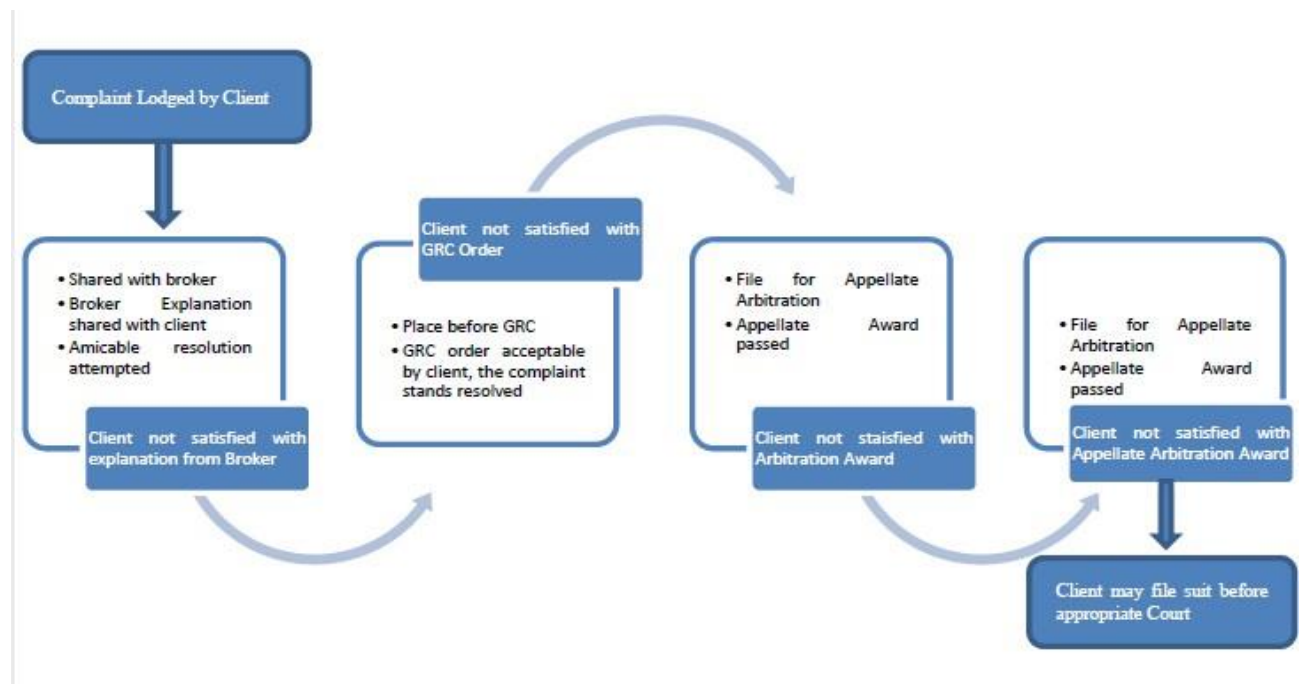 Complaint Lodged by Client
• Shared with broker
• Broker Explanation
shared with client
• Amicable resolution
attempted
Client not satisfied with
explanation from Broker
Client not satisfied with
GRC Order
• Place before GRC
• GRC order acceptable
by client, the complaint
stands resolved
• File for Appellate
Arbitration
• Appellate Award
passed
Client not staisfied with
Arbitration Award
• File for Appellate
Arbitration
• Appellate Award
passed
Client not satisfied with
Appellate Arbitration Award
Client may file suit before
appropriate Court